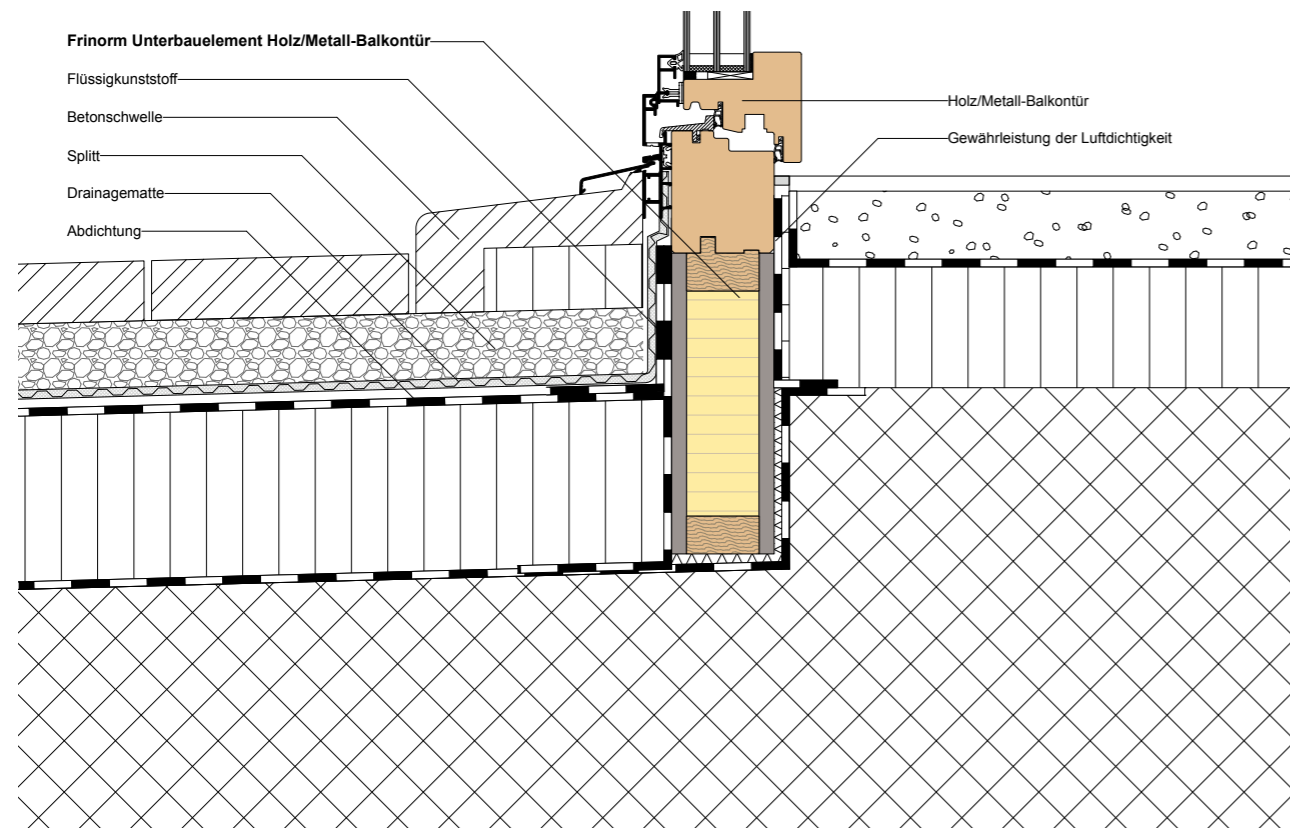 Frinorm Unterbauelement Holz/Metall-Balkontür
Flüssigkunststoff
Betonschwelle
Splitt
Drainagematte
Abdichtung
Holz/Metall-Balkontür
Gewährleistung der Luftdichtigkeit